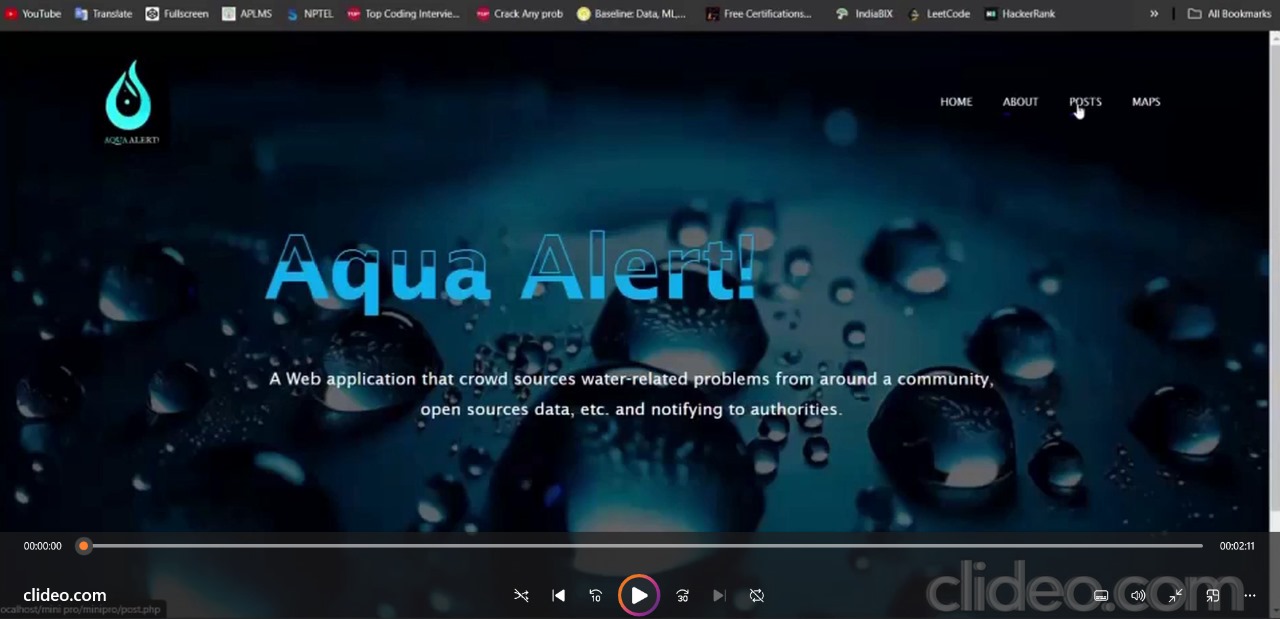 YouTube Translate Fullscreen APLMS NPTEL Top Coding Intervie... Crack Any prob Baseline: Data, ML,... Free Certifications... IndiaBIX LeetCode HackerRank » All Bookmarks
AQUA ALERT!
HOME ABOUT POSTS MAPS
Aqua Alert!
A Web application that crowd sources water-related problems from around a community,
open sources data, etc. and notifying to authorities.
00:00:00 00:02:11
clideo.com 10 30 clideo.com
ocalhost/mini pro/minipro/post.php